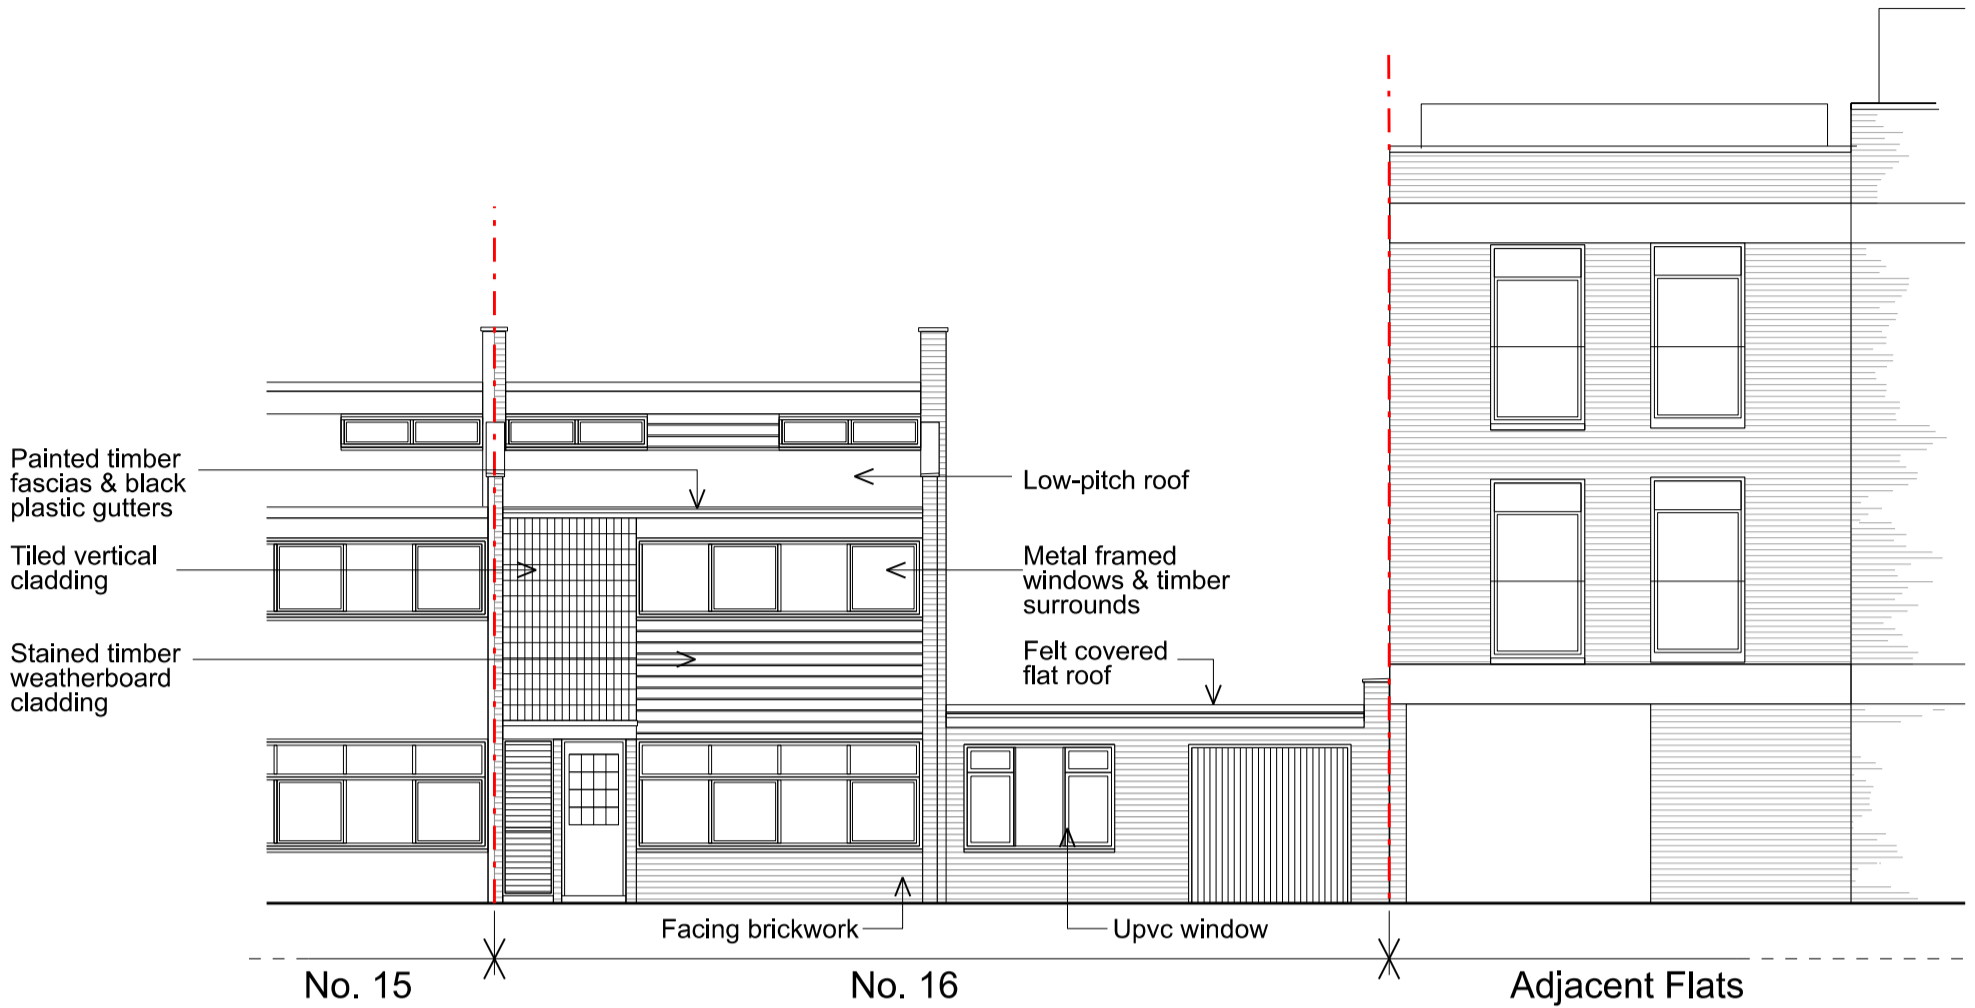 Painted timber
fascias & black
plastic gutters
Tiled vertical
cladding
Stained timber
weatherboard
cladding
Low-pitch roof
Metal framed
windows & timber
surrounds
Felt covered
flat roof
Facing brickwork
Upvc window
No. 15
No. 16
Adjacent Flats